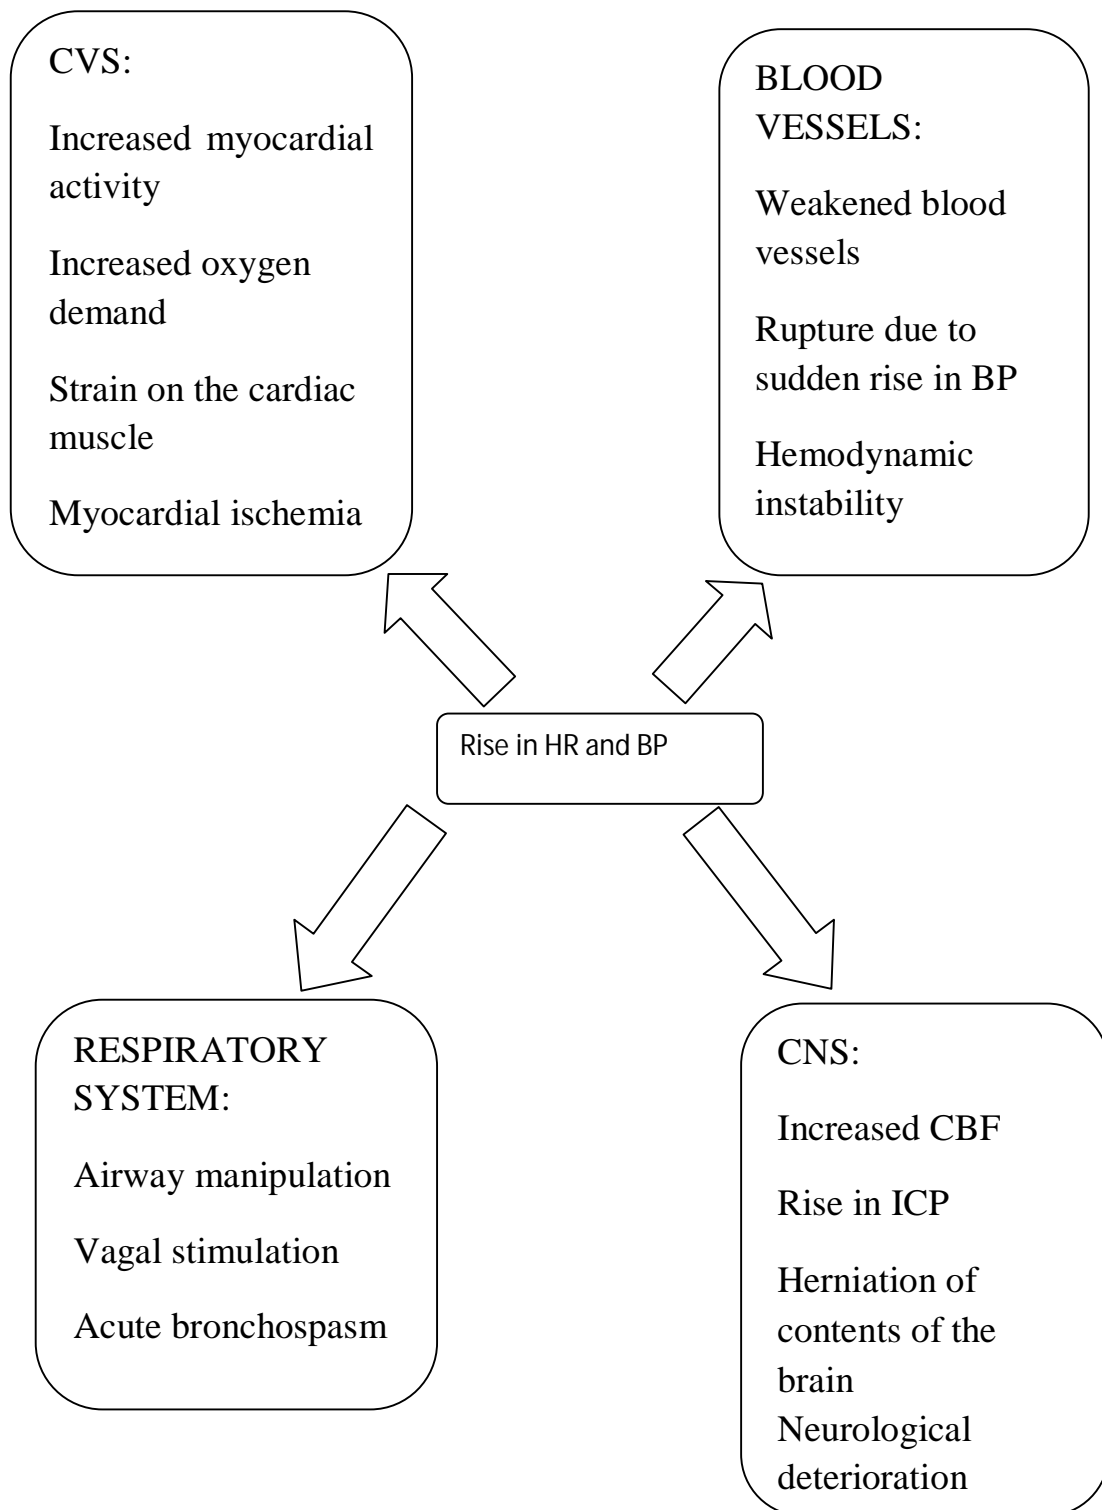 CVS:
Increased myocardial
activity
Increased oxygen
demand
Strain on the cardiac
muscle
Myocardial ischemia
BLOOD
VESSELS:
Weakened blood
vessels
Rupture due to
sudden rise in BP
Hemodynamic
instability
Rise in HR and BP
RESPIRATORY
SYSTEM:
Airway manipulation
Vagal stimulation
Acute bronchospasm
CNS:
Increased CBF
Rise in ICP
Herniation of
contents of the
brain
Neurological
deterioration